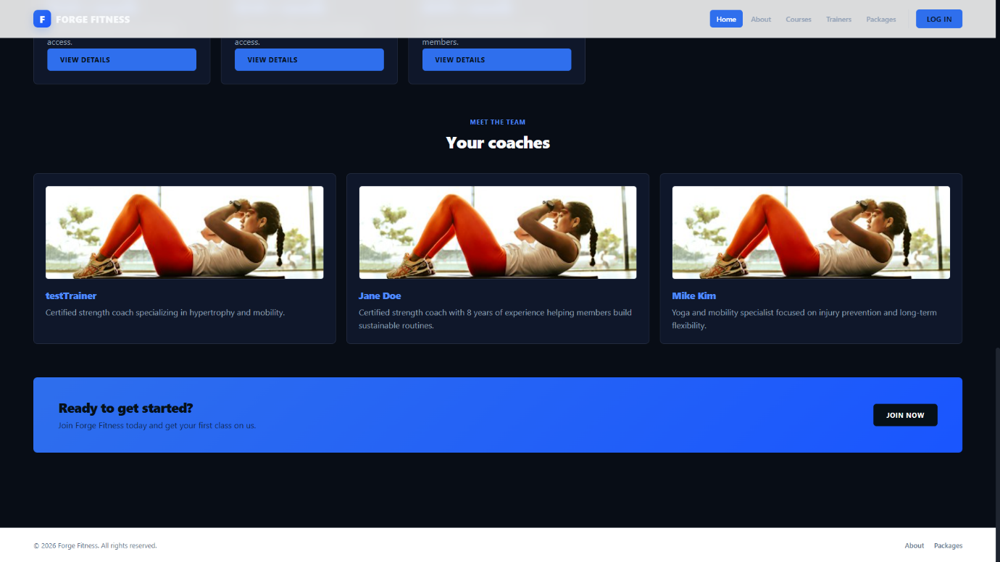 F FORGE FITNESS
Home About Courses Trainers Packages LOG IN
access. access. members.
VIEW DETAILS VIEW DETAILS VIEW DETAILS
MEET THE TEAM
Your coaches
testTrainer
Certified strength coach specializing in hypertrophy and mobility.
Jane Doe
Certified strength coach with 8 years of experience helping members build
sustainable routines.
Mike Kim
Yoga and mobility specialist focused on injury prevention and long-term
flexibility.
Ready to get started?
Join Forge Fitness today and get your first class on us.
JOIN NOW
© 2026 Forge Fitness. All rights reserved.
About Packages